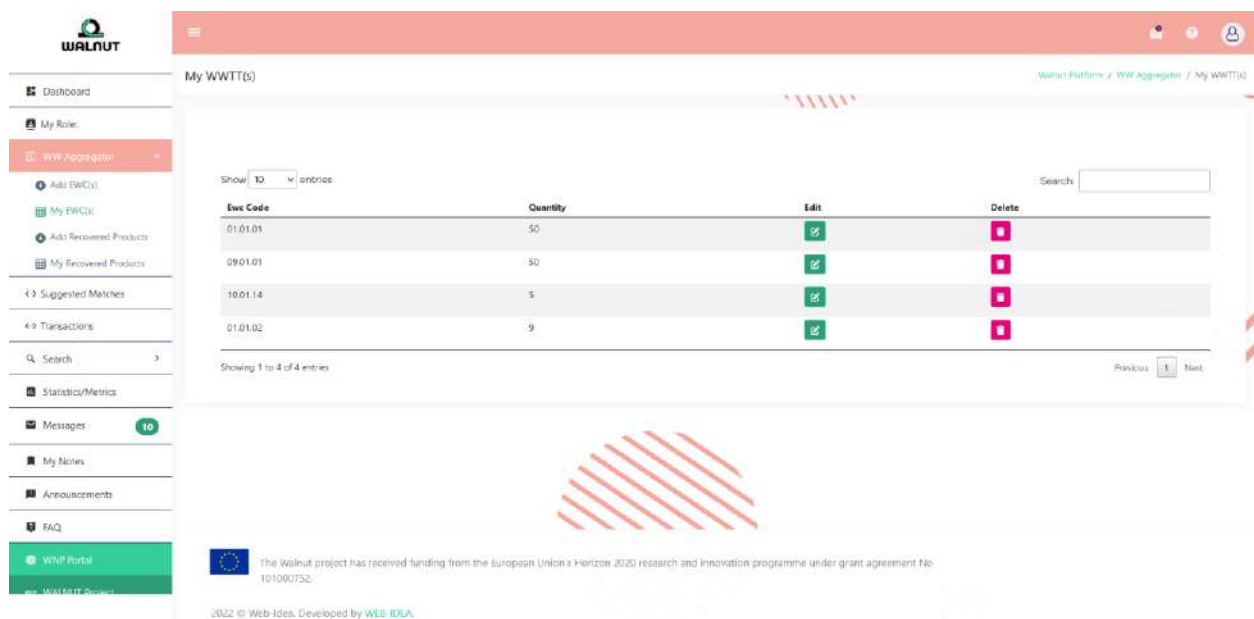 WALNUT
My WWTT(s)
Walnut Platform / WW Aggregator / My WWTT(s)
Dashboard
My Role:
WW Aggregator
Add EWC(s)
My EWC(s)
Add Recovered Products
My Recovered Products
Suggested Matches
Transactions
Search
Statistics/Metrics
Messages 10
My Notes
Announcements
FAQ
WNP Portal
WALNUT Project
Show 10 entries
Search:
Ewc Code Quantity Edit Delete
01.01.01 50
09.01.01 50
10.01.14 5
01.01.02 9
Showing 1 to 4 of 4 entries
Previous 1 Next
The Walnut project has received funding from the European Union's Horizon 2020 research and innovation programme under grant agreement No
101000752.
2022 © Web-Idea. Developed by WEB-IDEA.